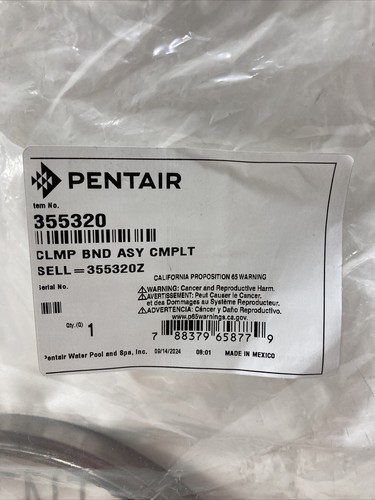 PENTAIR
Item No.
355320
CLMP BND ASY CMPLT
SELL=355320Z
Serial No.
CALIFORNIA PROPOSITION 65 WARNING
WARNING: Cancer and Reproductive Harm.
AVERTISSEMENT: Peut Causer le Cancer.
et des Dommages au Système Reproducteur.
ADVERTENCIA: Cáncer y Daño Reproductivo.
www.p65warnings.ca.gov.
Qty. (Q) 1
7 88379 65877 9
Pentair Water Pool and Spa, Inc. 09/14/2024 08:01 MADE IN MEXICO